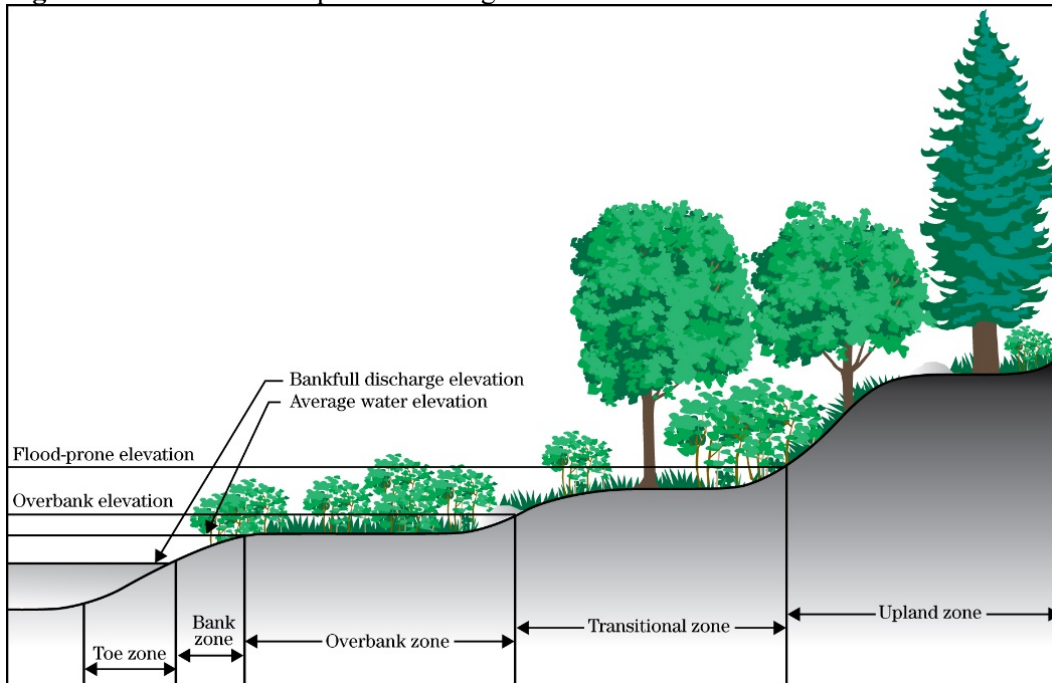 Bankfull discharge elevation
Average water elevation
Flood-prone elevation
Overbank elevation
Bank
zone
Toe zone
Overbank zone
Transitional zone
Upland zone